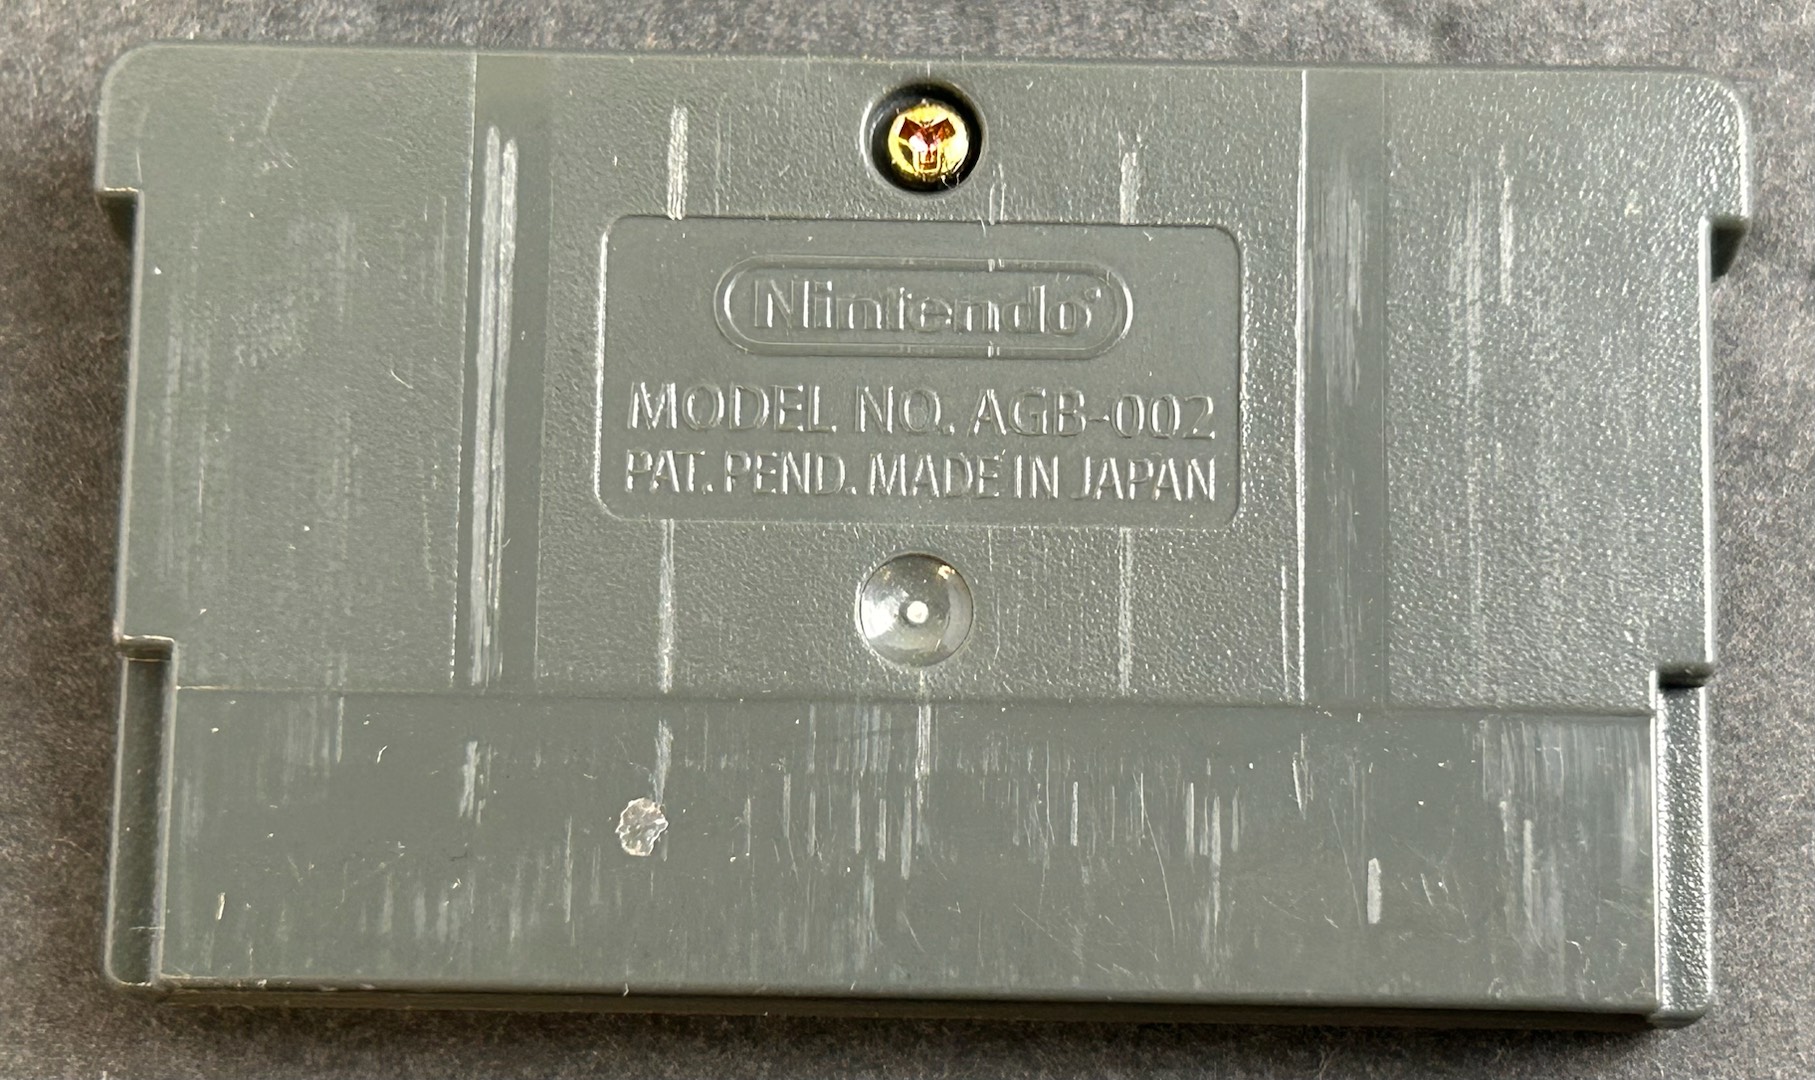 Nintendo®
MODEL NO. AGB-002
PAT. PEND. MADE IN JAPAN